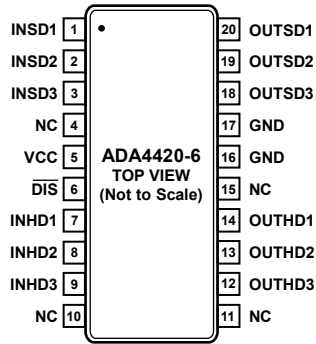 INSD1 1 20 OUTSD1
INSD2 2 19 OUTSD2
INSD3 3 18 OUTSD3
NC 4 17 GND
VCC 5 ADA4420-6 16 GND
TOP VIEW
DIS 6 (Not to Scale) 15 NC
INHD1 7 14 OUTHD1
INHD2 8 13 OUTHD2
INHD3 9 12 OUTHD3
NC 10 11 NC